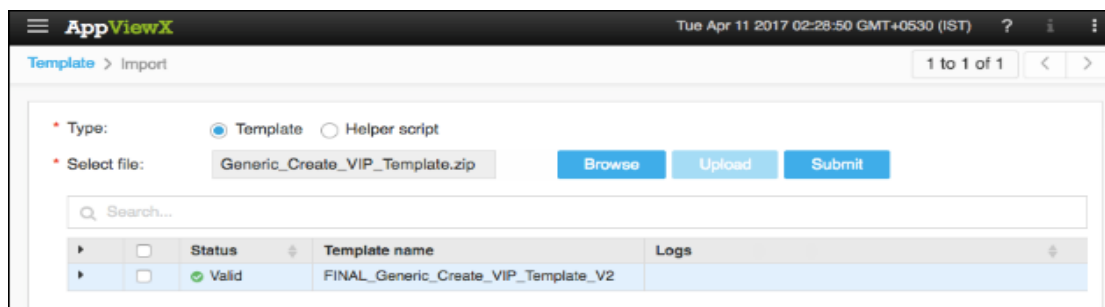 AppViewX Tue Apr 11 2017 02:28:50 GMT+0530 (IST) ? i
Template > Import 1 to 1 of 1 < >
* Type: Template Helper script
* Select file: Generic_Create_VIP_Template.zip Browse Upload Submit
Search...
Status Template name Logs
Valid FINAL_Generic_Create_VIP_Template_V2